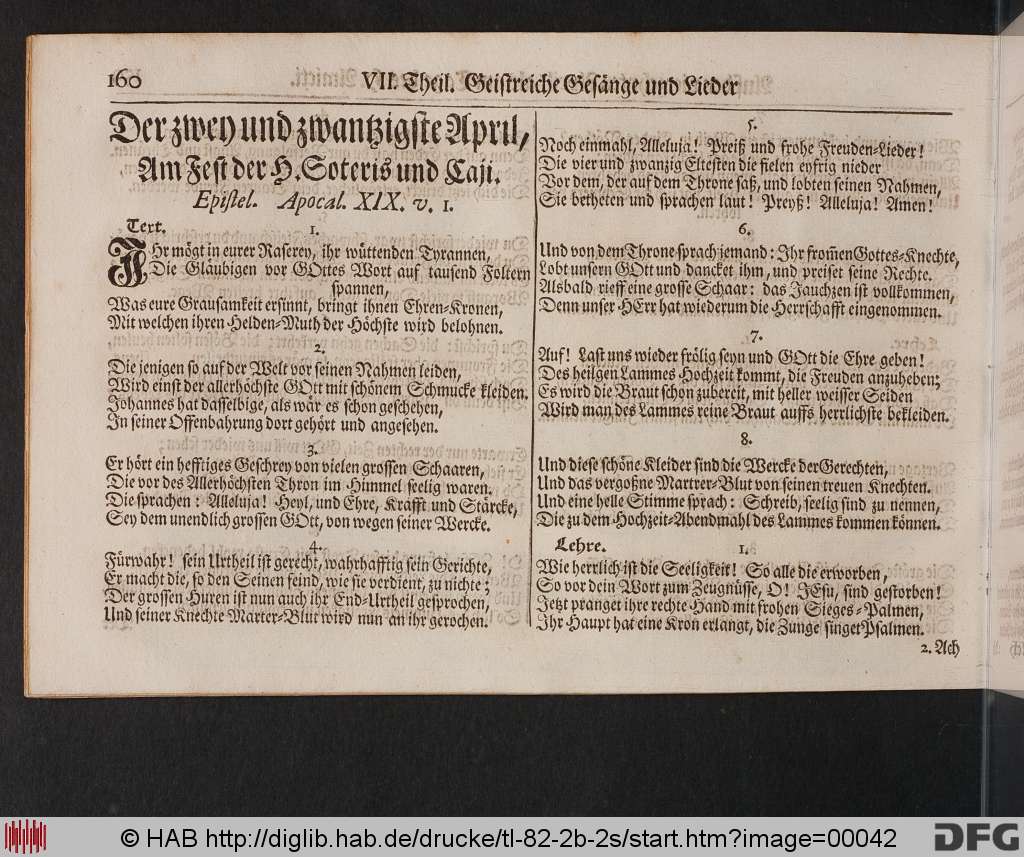 160
VII. Theil. Geistreiche Gesänge und Lieder
Der zwey und zwantzigste April,
Am Fest der H. Soteris und Caji.
Epistel. Apocal. XIX. v. 1.
Text.
1.
IHr mögt in eurer Raserey, ihr wüttenden Tyrannen,
Die Gläubigen vor GOttes Wort auf tausend Foltern
spannen,
Was eure Grausamkeit ersinnt, bringt ihnen Ehren-Kronen,
Mit welchen ihren Helden-Muth der Höchste wird belohnen.
2.
Die jenigen so auf der Welt vor seinen Nahmen leiden,
Wird einst der allerhöchste GOtt mit schönem Schmucke kleiden.
Johannes hat dasselbige, als wär es schon geschehen,
In seiner Offenbahrung dort gehört und angesehen.
3.
Er hört ein hefftiges Geschrey von vielen grossen Schaaren,
Die vor des Allerhöchsten Thron im Himmel seelig waren.
Die sprachen: Alleluja! Heyl, und Ehre, Krafft und Stärcke,
Sey dem unendlich grossen GOtt, von wegen seiner Wercke.
4.
Fürwahr! sein Urtheil ist gerecht, wahrhafftig sein Gerichte,
Er macht die, so den Seinen feind, wie sie verdient, zu nichte;
Der grossen Huren ist nun auch ihr End-Urtheil gesprochen,
Und seiner Knechte Marter-Blut wird nun an ihr gerochen.
5.
Noch einmahl, Alleluja! Preiß und frohe Freuden-Lieder!
Die vier und zwanzig Eltesten die fielen eyfrig nieder
Vor dem, der auf dem Throne saß, und lobten seinen Nahmen,
Sie betheten und sprachen laut! Preyß! Alleluja! Amen!
6.
Und von dem Throne sprach jemand: Ihr from̃en Gottes-Knechte,
Lobt unsern GOtt und dancket ihm, und preiset seine Rechte.
Alsbald rieff eine grosse Schaar: das Jauchzen ist vollkommen,
Denn unser HErr hat wiederum die Herrschafft eingenommen.
7.
Auf! Last uns wieder frölig seyn und GOtt die Ehre geben!
Des heilgen Lammes Hochzeit kommt, die Freuden anzuheben;
Es wird die Braut schon zubereit, mit heller weisser Seiden
Wird man des Lammes reine Braut auffs herrlichste bekleiden.
8.
Und diese schöne Kleider sind die Wercke der Gerechten,
Und das vergoßne Martrer-Blut von seinen treuen Knechten.
Und eine helle Stimme sprach: Schreib, seelig sind zu nennen,
Die zu dem Hochzeit-Abendmahl des Lammes kommen können.
Lehre.
1.
Wie herrlich ist die Seeligkeit! So alle die erworben,
So vor dein Wort zum Zeugnüsse, O! JEsu, sind gestorben!
Jetzt pranget ihre rechte Hand mit frohen Sieges-Palmen,
Ihr Haupt hat eine Kron erlangt, die Zunge singet Psalmen.
2. Ach
© HAB http://diglib.hab.de/drucke/tl-82-2b-2s/start.htm?image=00042
DFG